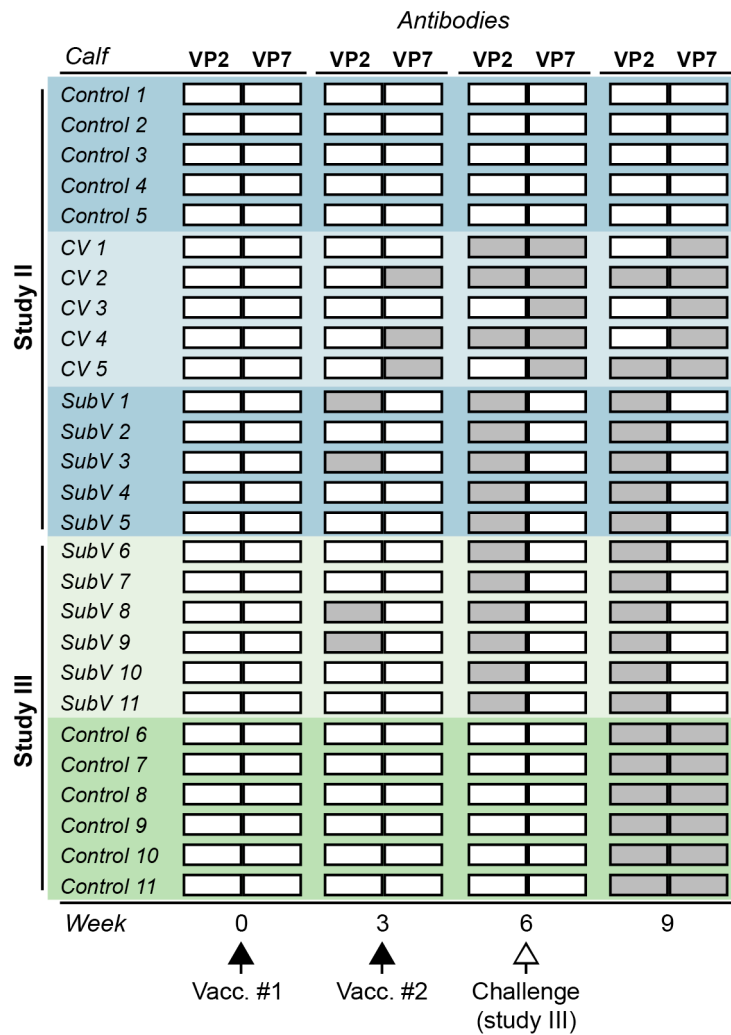 Antibodies
Calf VP2 VP7 VP2 VP7 VP2 VP7 VP2 VP7
Study II
Control 1
Control 2
Control 3
Control 4
Control 5
CV 1
CV 2
CV 3
CV 4
CV 5
SubV 1
SubV 2
SubV 3
SubV 4
SubV 5
Study III
SubV 6
SubV 7
SubV 8
SubV 9
SubV 10
SubV 11
Control 6
Control 7
Control 8
Control 9
Control 10
Control 11
Week 0 3 6 9
Vacc. #1 Vacc. #2 Challenge
(study III)